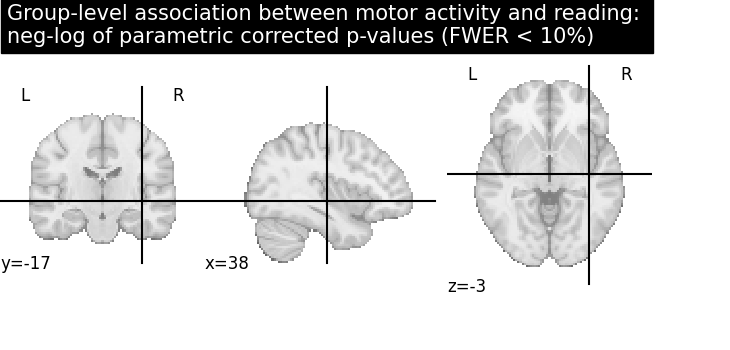 Group-level association between motor activity and reading:
neg-log of parametric corrected p-values (FWER < 10%)
L R
L R
y=-17
x=38
z=-3